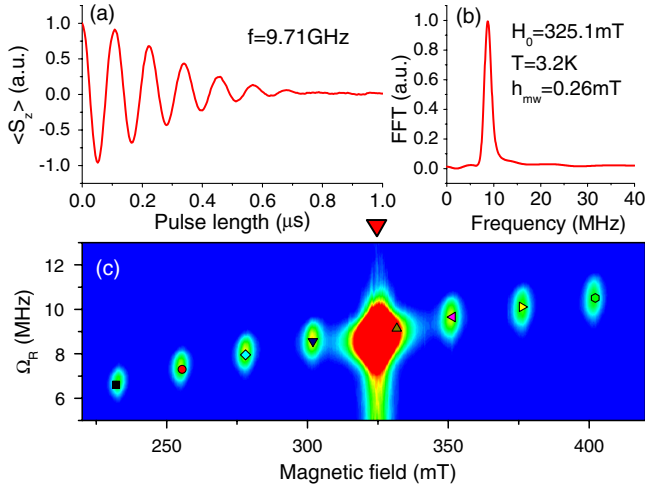 (a)
f=9.71GHz
<S_z> (a.u.)
1.0
0.5
0.0
-0.5
-1.0
0.0 0.2 0.4 0.6 0.8 1.0
Pulse length (μs)
(b)
H_0=325.1mT
T=3.2K
h_mw=0.26mT
FFT (a.u.)
1.0
0.8
0.6
0.4
0.2
0.0
0 10 20 30 40
Frequency (MHz)
(c)
Ω_R (MHz)
12
10
8
6
250 300 350 400
Magnetic field (mT)